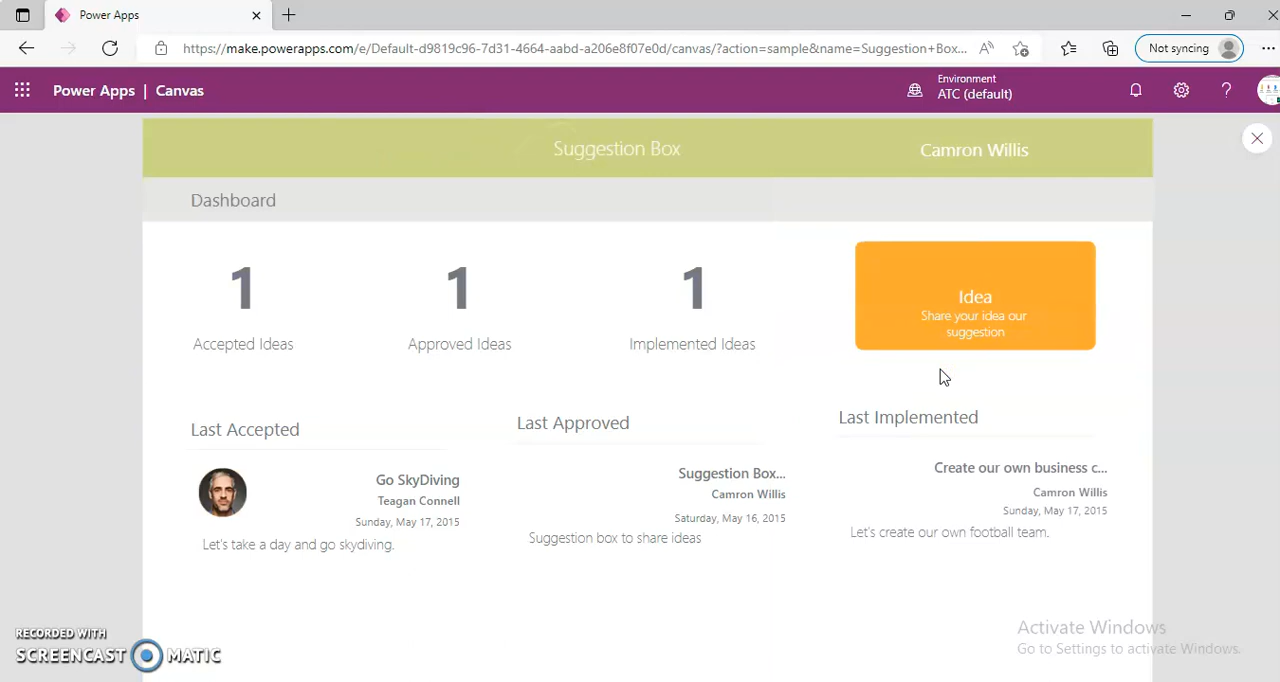 Power Apps
https://make.powerapps.com/e/Default-d9819c96-7d31-4664-aabd-a206e8f07e0d/canvas/?action=sample&name=Suggestion+Box...
Not syncing
Power Apps | Canvas
Environment
ATC (default)
Suggestion Box
Camron Willis
Dashboard
1
Accepted Ideas
1
Approved Ideas
1
Implemented Ideas
Idea
Share your idea our
suggestion
Last Accepted
Go SkyDiving
Teagan Connell
Sunday, May 17, 2015
Let's take a day and go skydiving.
Last Approved
Suggestion Box...
Camron Willis
Saturday, May 16, 2015
Suggestion box to share ideas
Last Implemented
Create our own business c...
Camron Willis
Sunday, May 17, 2015
Let's create our own football team.
RECORDED WITH
SCREENCAST MATIC
Activate Windows
Go to Settings to activate Windows.